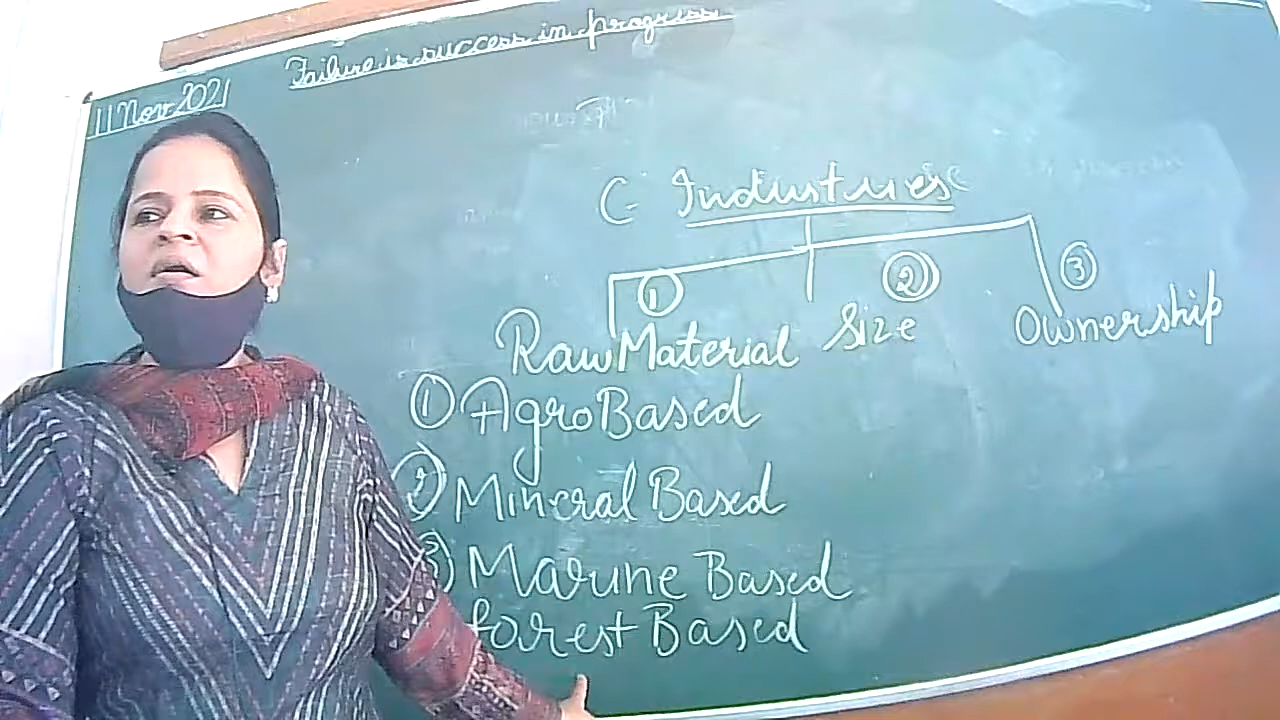 Failure is success in progress
11 Nov 2021
C- Industries
① ② ③
Raw Material Size Ownership
① Agro Based
② Mineral Based
③ Marine Based
Forest Based